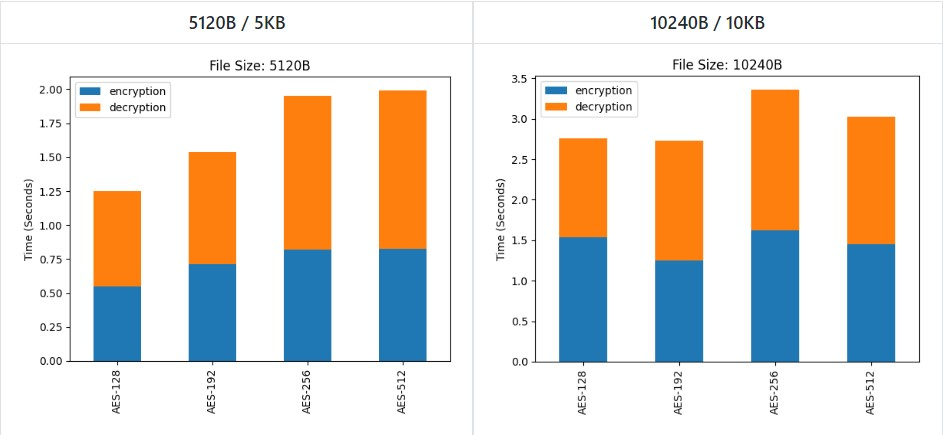 5120B / 5KB
10240B / 10KB
File Size: 5120B
encryption
decryption
Time (Seconds)
2.00
1.75
1.50
1.25
1.00
0.75
0.50
0.25
0.00
AES-128
AES-192
AES-256
AES-512
File Size: 10240B
encryption
decryption
Time (Seconds)
3.5
3.0
2.5
2.0
1.5
1.0
0.5
0.0
AES-128
AES-192
AES-256
AES-512